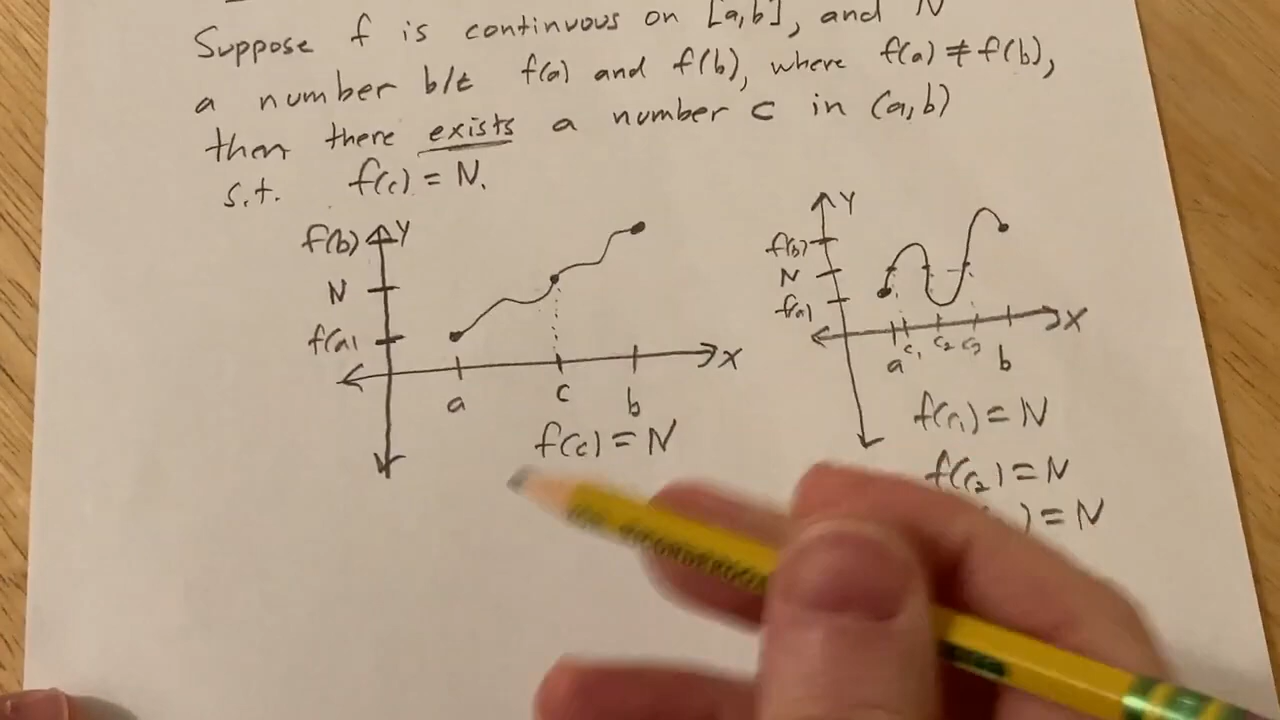 Suppose f is continuous on [a,b], and N
a number b/t f(a) and f(b), where f(a) ≠ f(b),
then there exists a number c in (a,b)
s.t. f(c) = N.
f(b) Y
N
f(a)
X
a c b
f(c) = N
Y
f(b)
N
f(a)
X
a c₁ c₂ c₃ b
f(c₁) = N
f(c₂) = N
) = N